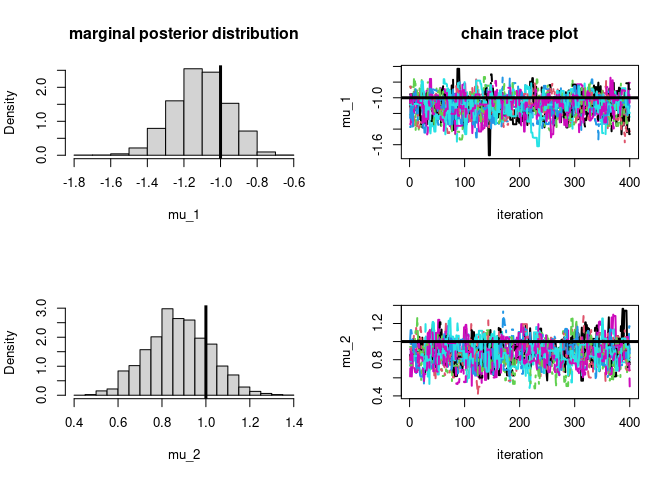 marginal posterior distribution
Density
0.0 1.0 2.0
-1.8 -1.6 -1.4 -1.2 -1.0 -0.8 -0.6
mu_1
chain trace plot
mu_1
-1.6 -1.0
0 100 200 300 400
iteration
Density
0.0 1.0 2.0 3.0
0.4 0.6 0.8 1.0 1.2 1.4
mu_2
mu_2
0.4 0.8 1.2
0 100 200 300 400
iteration